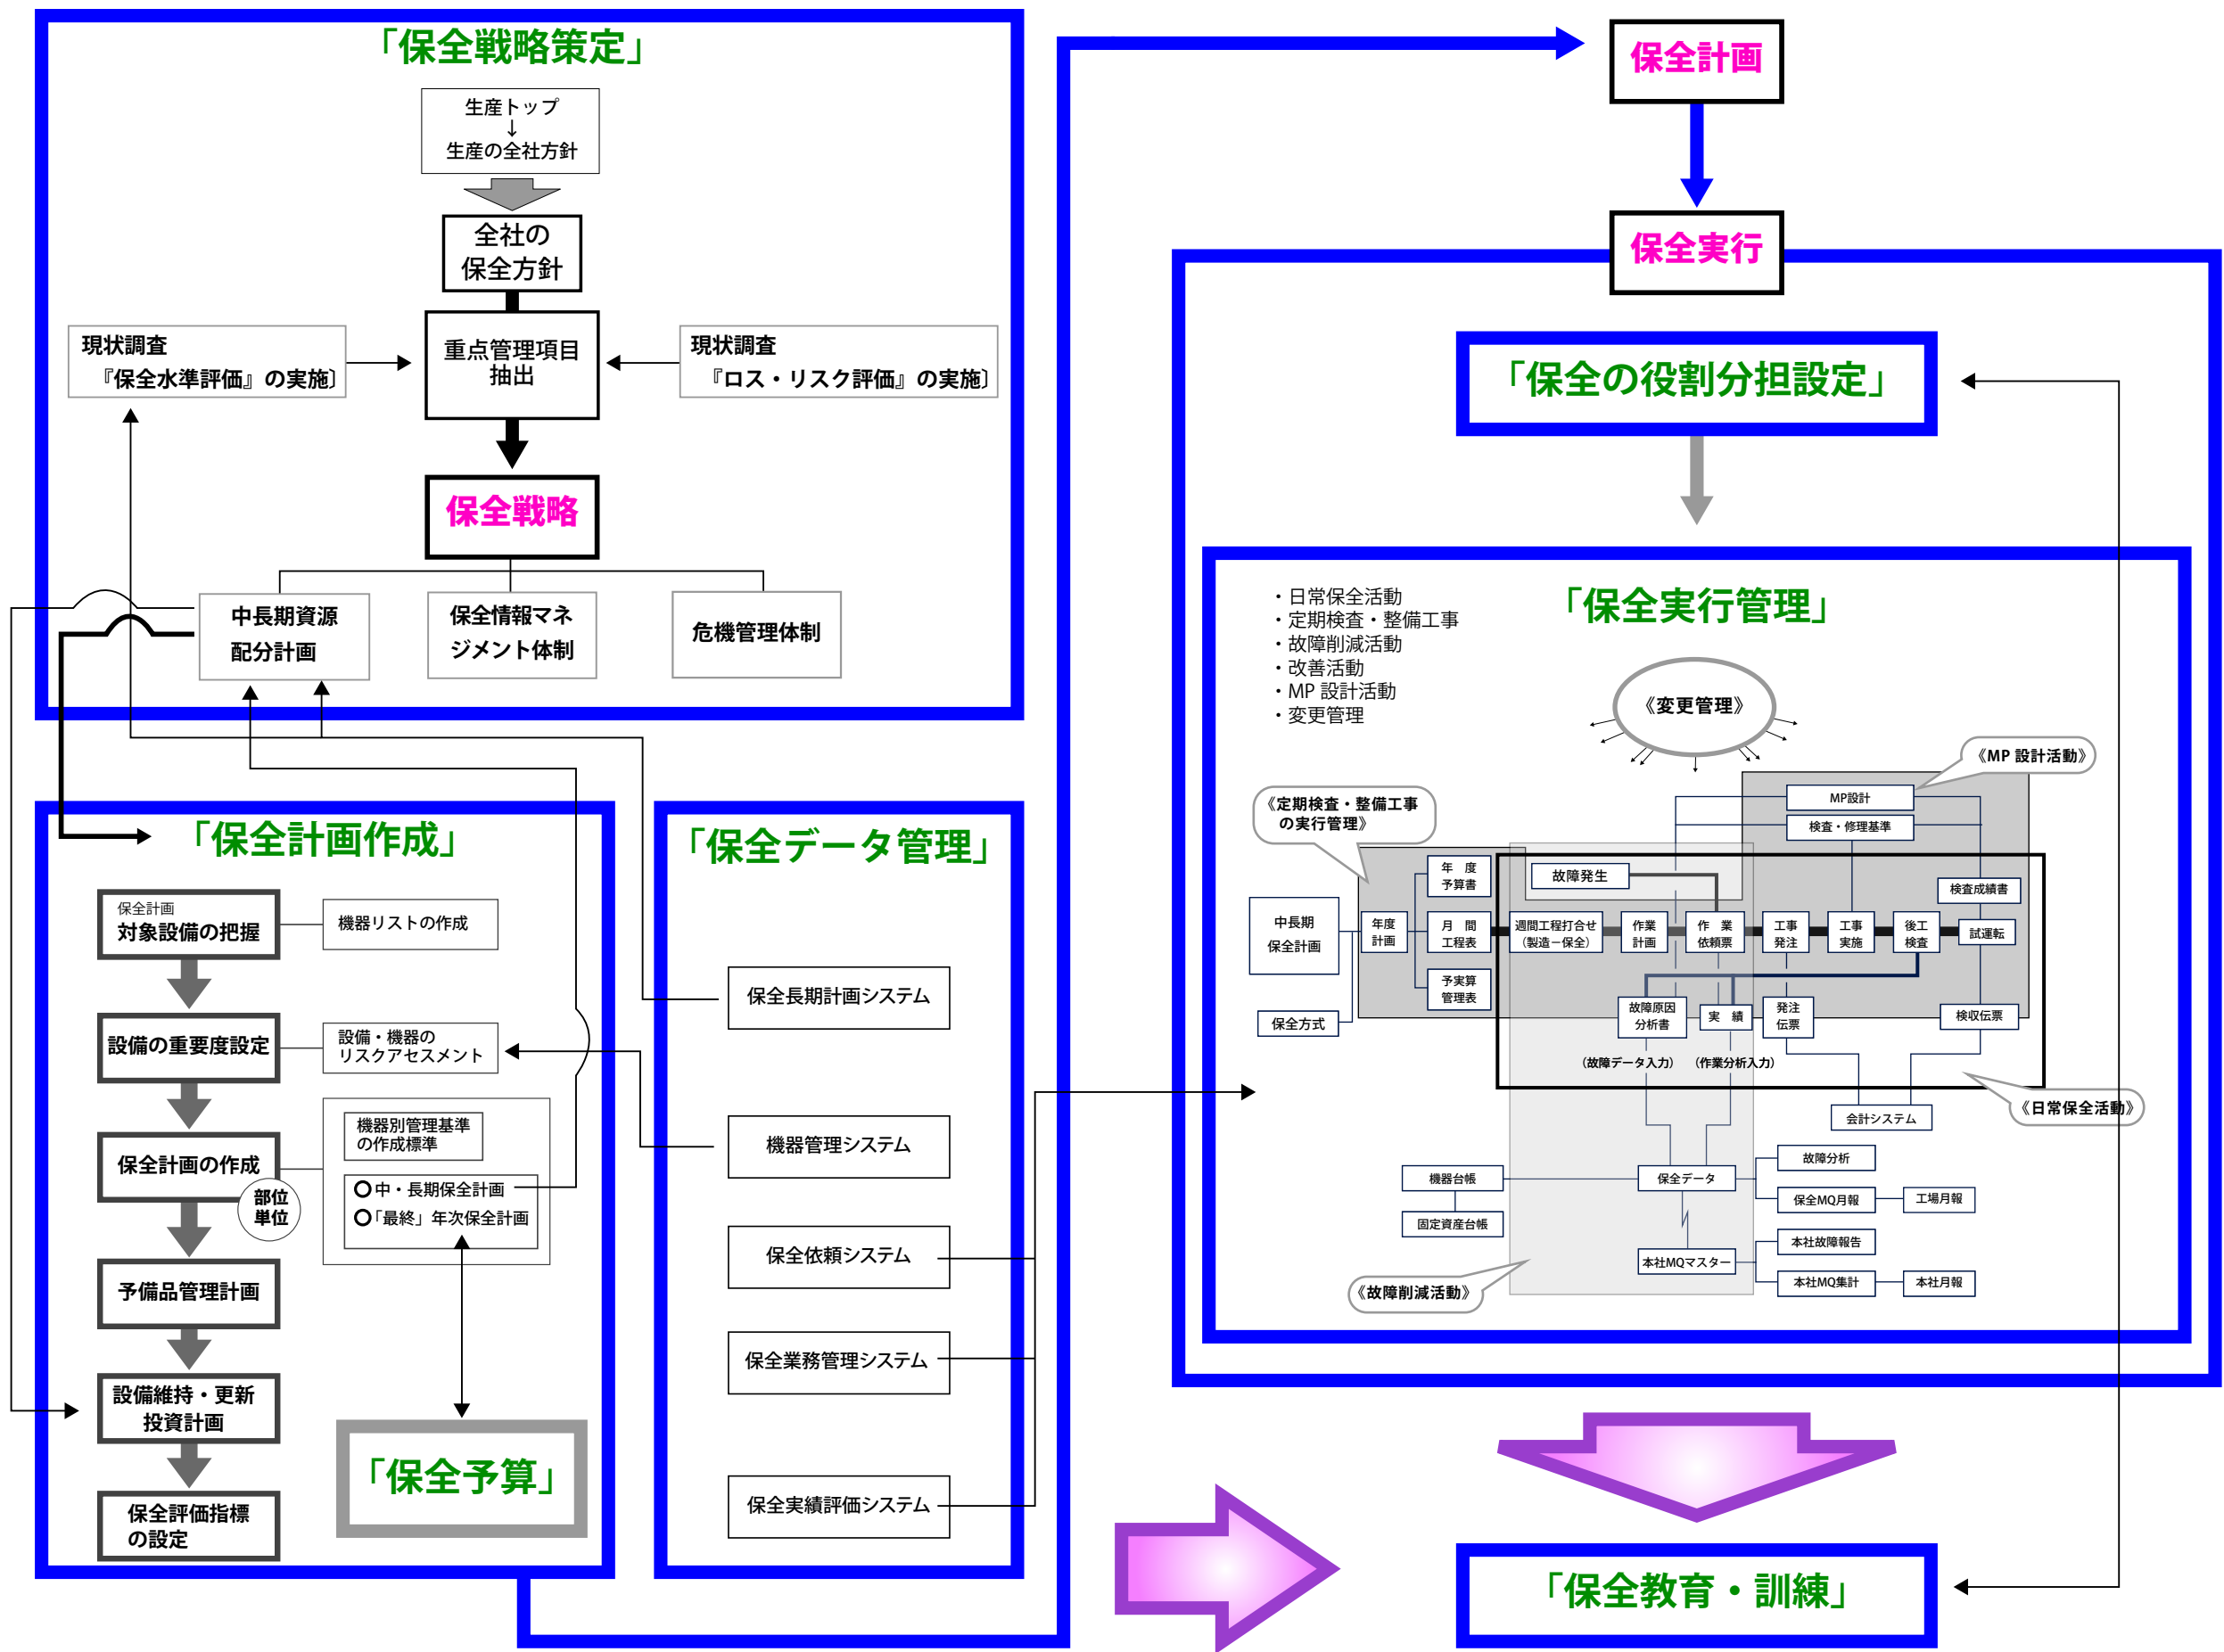 「保全戦略策定」
生産トップ
↓
生産の全社方針
全社の
保全方針
現状調査
『保全水準評価』の実施〕
重点管理項目
抽出
現状調査
『ロス・リスク評価』の実施〕
保全戦略
中長期資源
配分計画
保全情報マネ
ジメント体制
危機管理体制
「保全計画作成」
保全計画
対象設備の把握
機器リストの作成
設備の重要度設定
設備・機器の
リスクアセスメント
保全計画の作成
部位
単位
機器別管理基準
の作成標準
〇中・長期保全計画
〇「最終」年次保全計画
予備品管理計画
設備維持・更新
投資計画
保全評価指標
の設定
「保全予算」
「保全データ管理」
保全長期計画システム
機器管理システム
保全依頼システム
保全業務管理システム
保全実績評価システム
保全計画
保全実行
「保全の役割分担設定」
「保全実行管理」
・日常保全活動
・定期検査・整備工事
・故障削減活動
・改善活動
・MP 設計活動
・変更管理
《変更管理》
《MP 設計活動》
《定期検査・整備工事
の実行管理》
MP設計
検査・修理基準
年　度
予算書
故障発生
検査成績書
中長期
保全計画
年度
計画
月　間
工程表
週間工程打合せ
（製造－保全）
作業
計画
作　業
依頼票
工事
発注
工事
実施
後工
検査
試運転
予実算
管理表
保全方式
故障原因
分析書
実　績
発注
伝票
検収伝票
（故障データ入力）
（作業分析入力）
会計システム
《日常保全活動》
機器台帳
固定資産台帳
保全データ
故障分析
保全MQ月報
工場月報
本社MQマスター
本社故障報告
本社MQ集計
本社月報
《故障削減活動》
「保全教育・訓練」